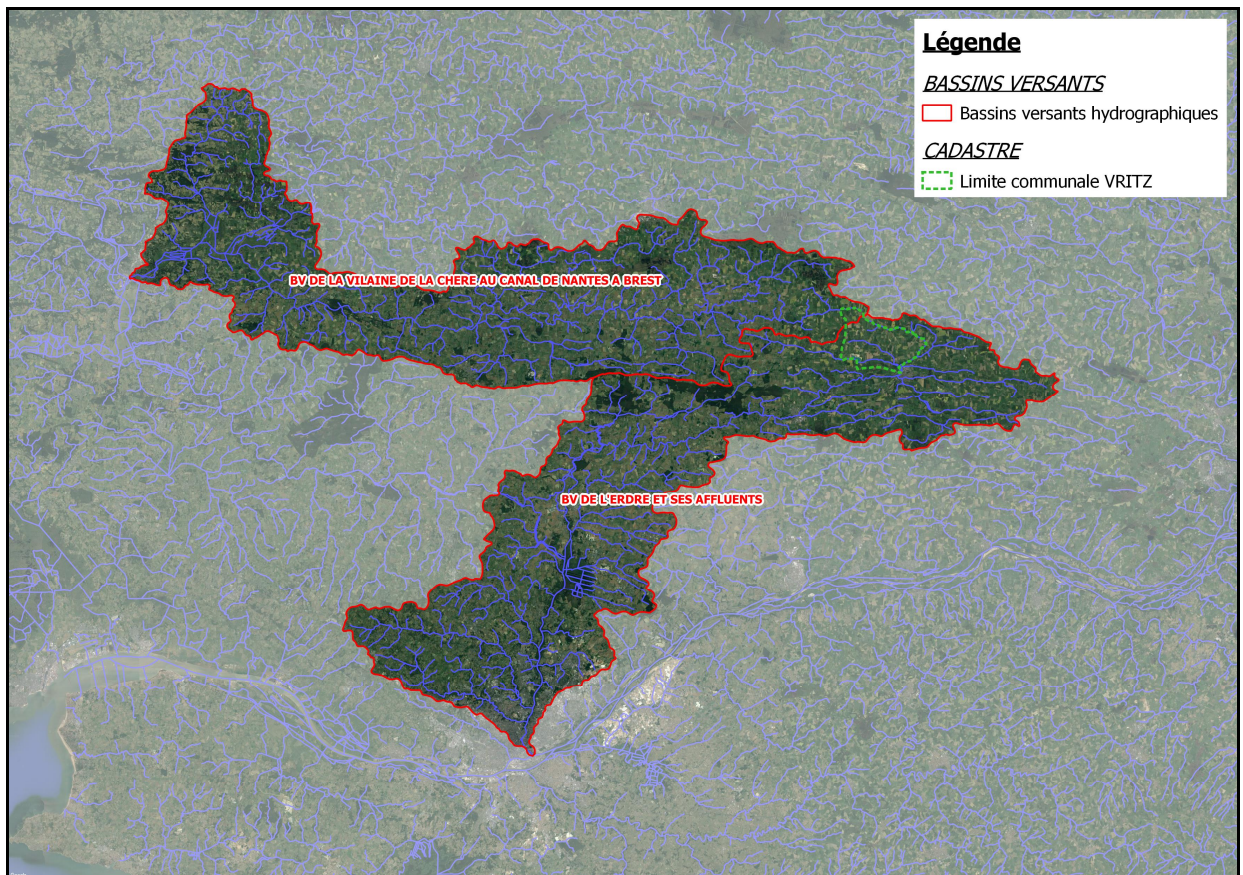 Légende
BASSINS VERSANTS
Bassins versants hydrographiques
CADASTRE
Limite communale VRITZ
BV DE LA VILAINE DE LA CHERE AU CANAL DE NANTES A BREST
BV DE L'ERDRE ET SES AFFLUENTS